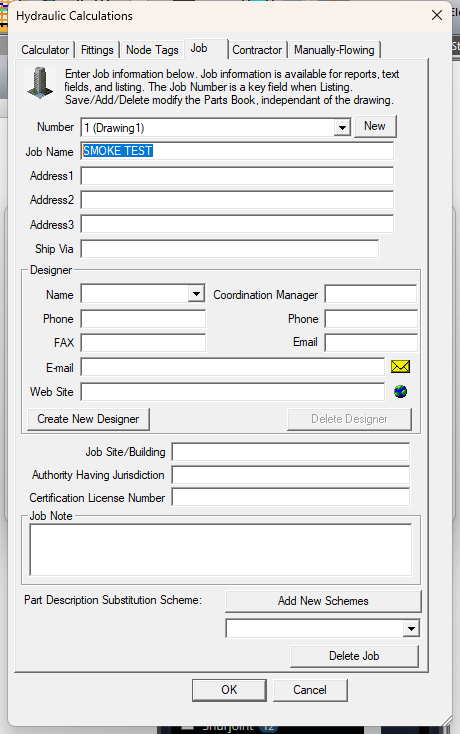 Hydraulic Calculations
Calculator Fittings Node Tags Job Contractor Manually-Flowing
Enter Job information below. Job information is available for reports, text
fields, and listing. The Job Number is a key field when Listing.
Save/Add/Delete modify the Parts Book, independant of the drawing.
Number 1 (Drawing1) New
Job Name SMOKE TEST
Address1
Address2
Address3
Ship Via
Designer
Name Coordination Manager
Phone Phone
FAX Email
E-mail
Web Site
Create New Designer Delete Designer
Job Site/Building
Authority Having Jurisdiction
Certification License Number
Job Note
Part Description Substitution Scheme: Add New Schemes
Delete Job
OK Cancel